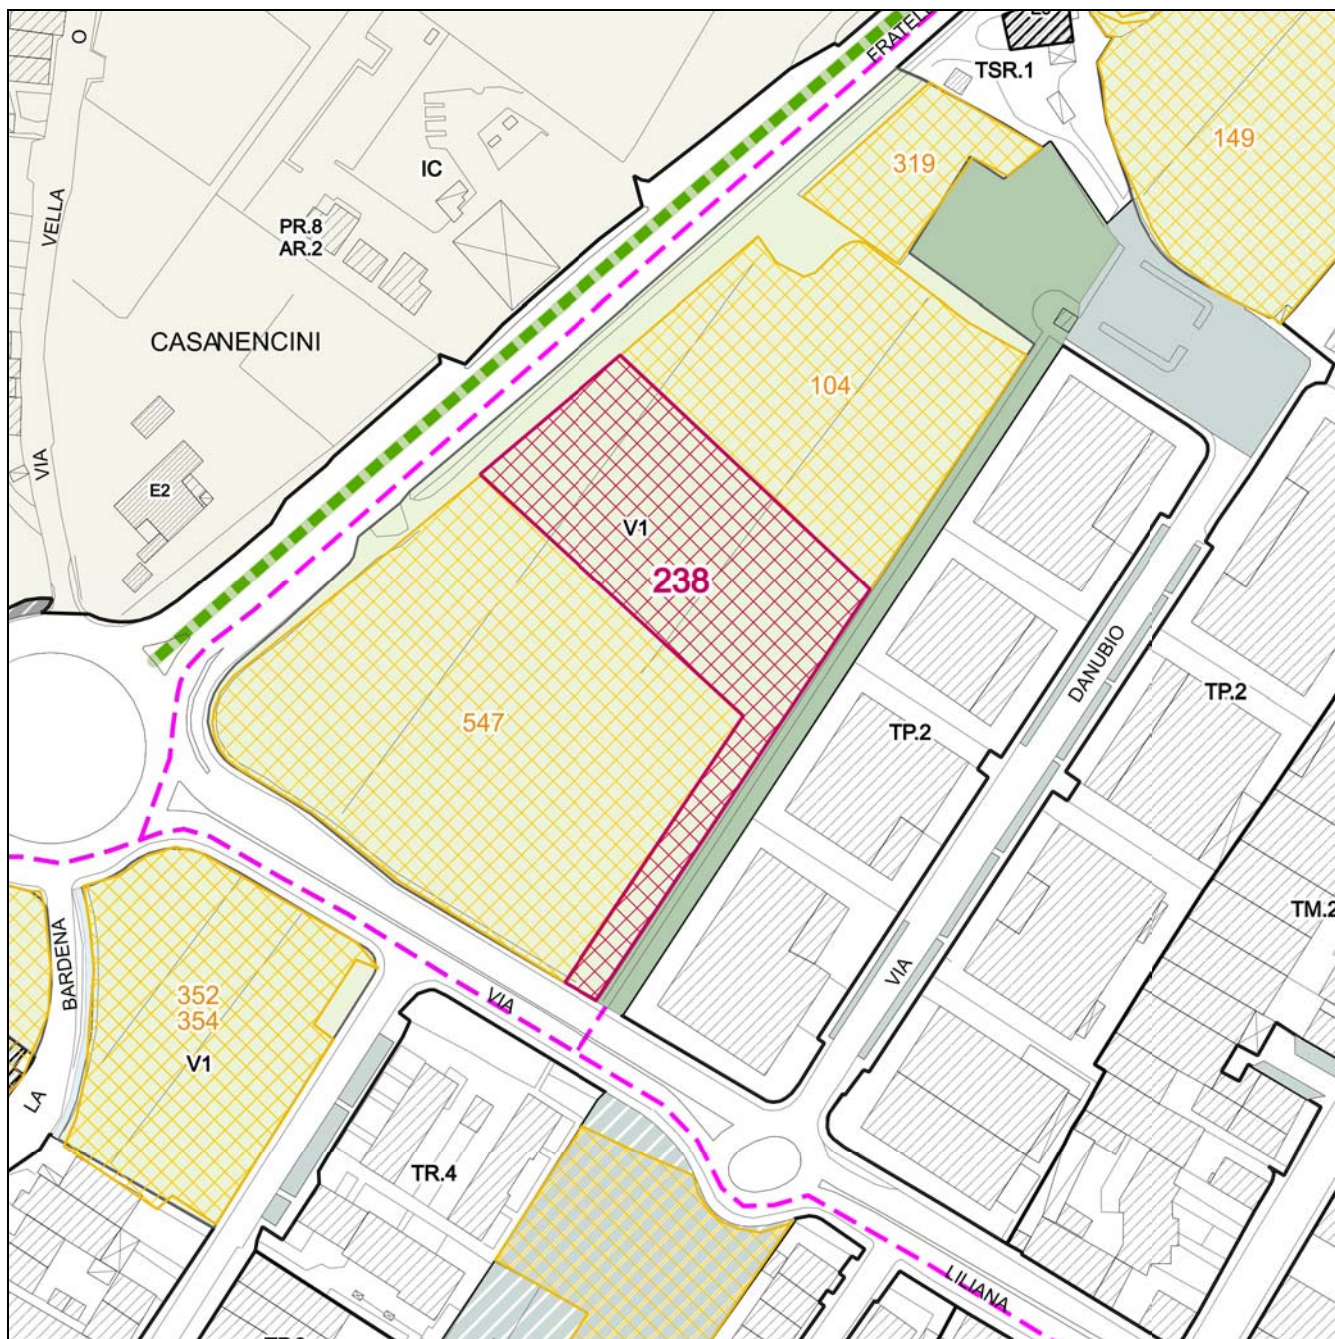 O
FRATELL
TSR.1
149
319
IC
VELLA
PR.8
AR.2
CASANENCINI
104
VIA
E2
V1
238
DANUBIO
TP.2
547
TP.2
TM.2
BARDENA
VIA
352
354
VIA
V1
LA
TR.4
LILIANA